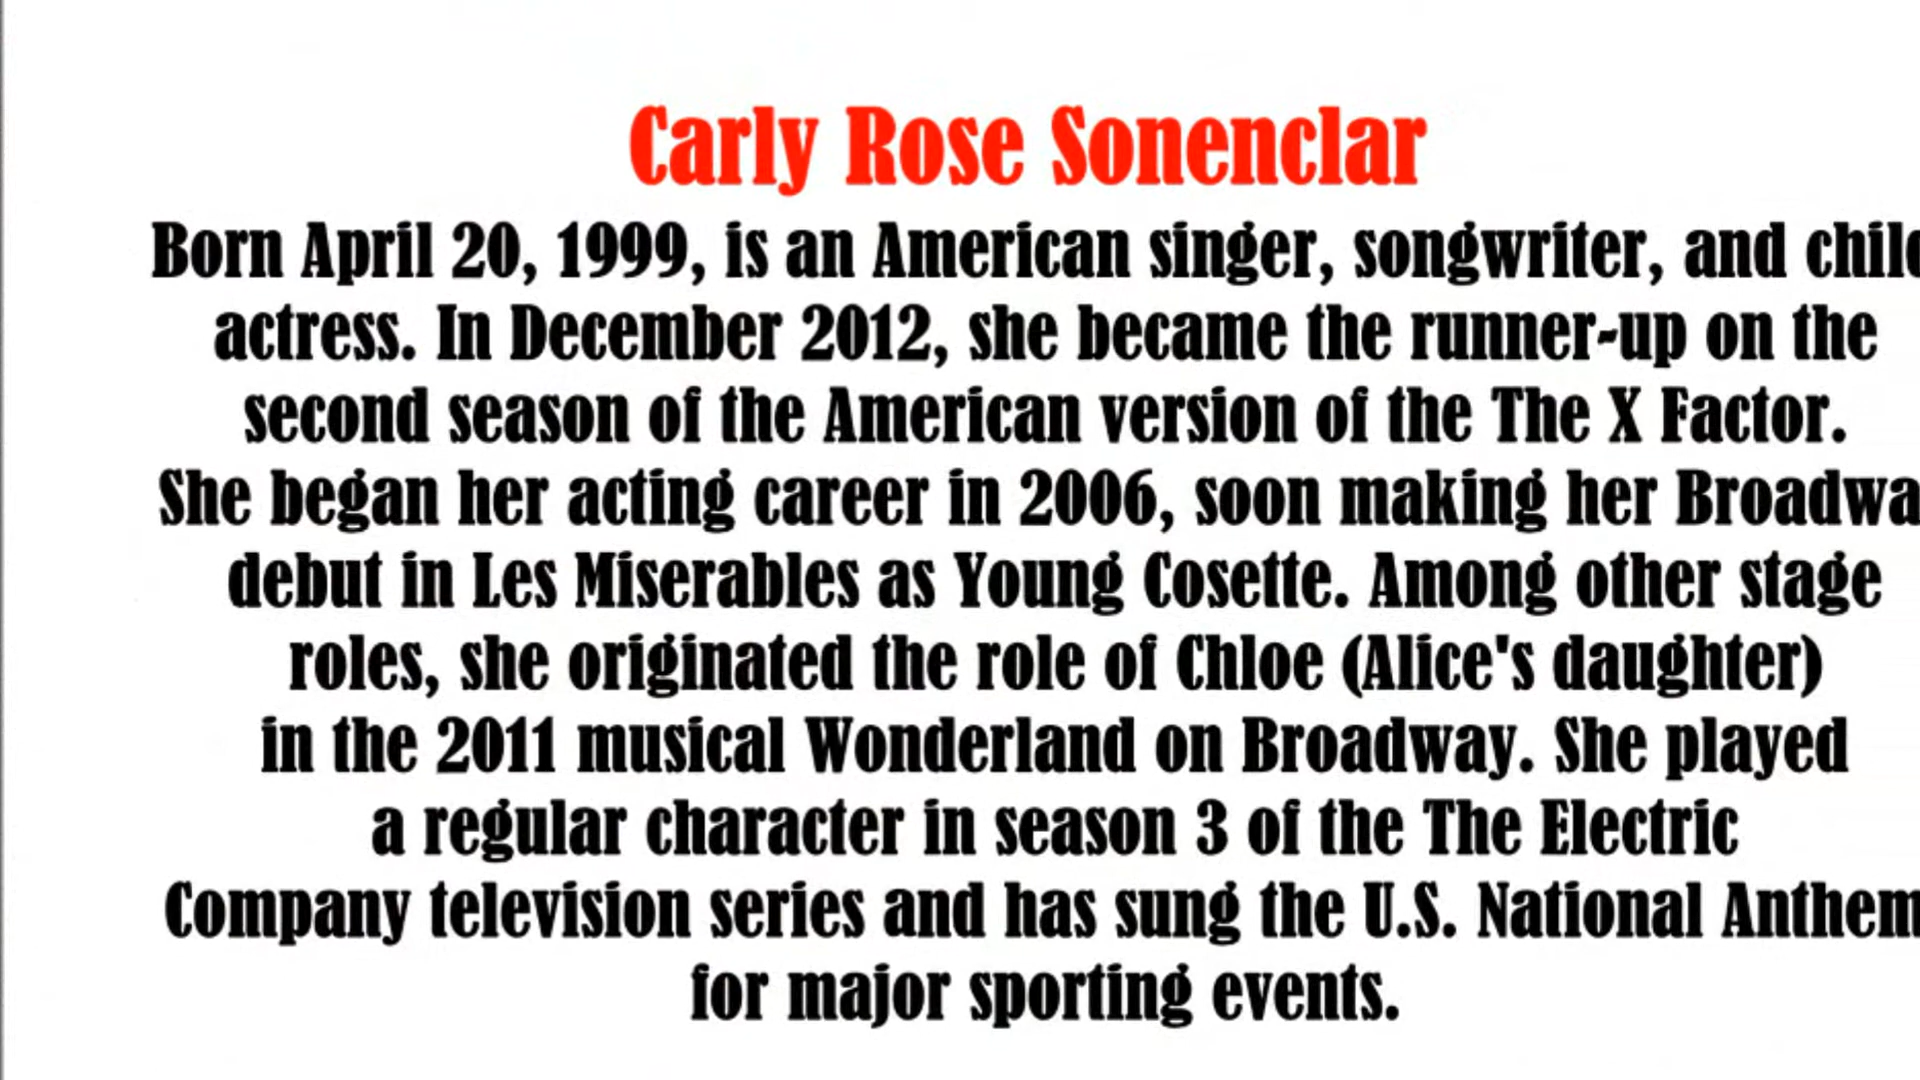 Carly Rose Sonenclar
Born April 20, 1999, is an American singer, songwriter, and chil
actress. In December 2012, she became the runner-up on the
second season of the American version of the The X Factor.
She began her acting career in 2006, soon making her Broadwa
debut in Les Miserables as Young Cosette. Among other stage
roles, she originated the role of Chloe (Alice's daughter)
in the 2011 musical Wonderland on Broadway. She played
a regular character in season 3 of the The Electric
Company television series and has sung the U.S. National Anthem
for major sporting events.